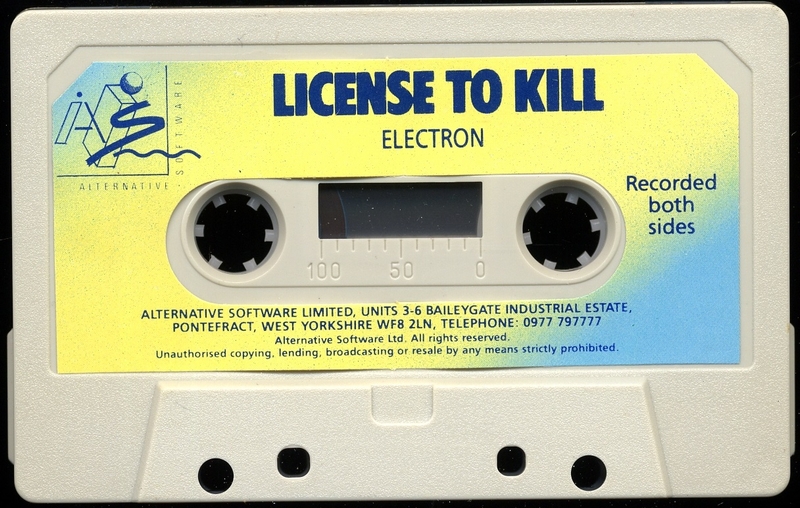 LICENSE TO KILL
ELECTRON
iAS
ALTERNATIVE · SOFTWARE
Recorded
both
sides
100 50 0
ALTERNATIVE SOFTWARE LIMITED, UNITS 3-6 BAILEYGATE INDUSTRIAL ESTATE,
PONTEFRACT, WEST YORKSHIRE WF8 2LN, TELEPHONE: 0977 797777
Alternative Software Ltd. All rights reserved.
Unauthorised copying, lending, broadcasting or resale by any means strictly prohibited.